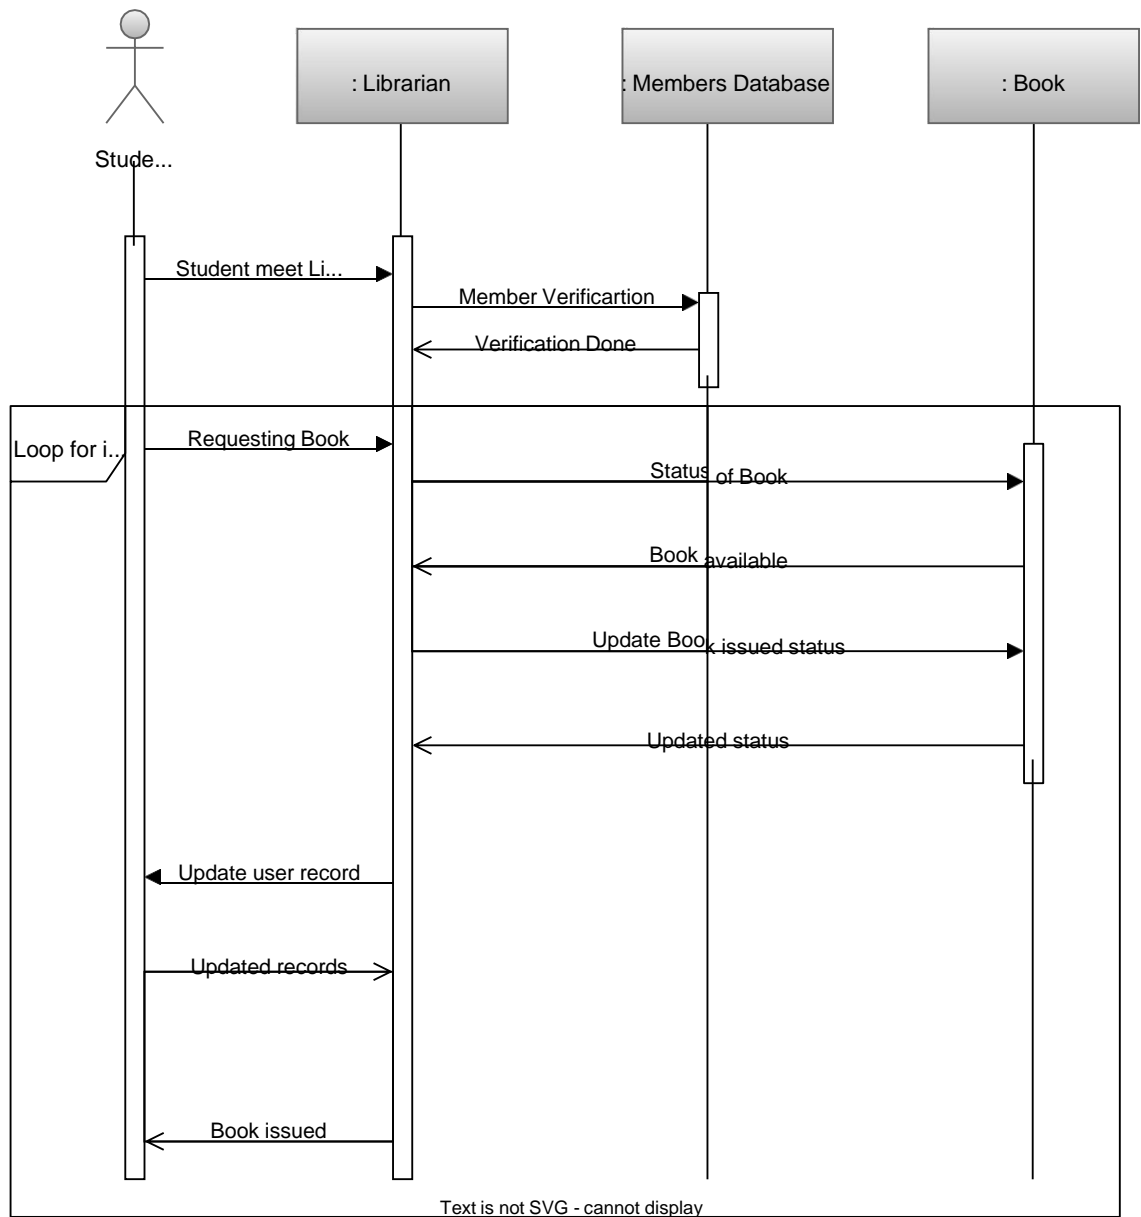 : Librarian
: Members Database
: Book
Stude...
Student meet Li...
Member Verificartion
Verification Done
Loop for i...
Requesting Book
Status of Book
Book available
Update Book issued status
Updated status
Update user record
Updated records
Book issued
Text is not SVG - cannot display